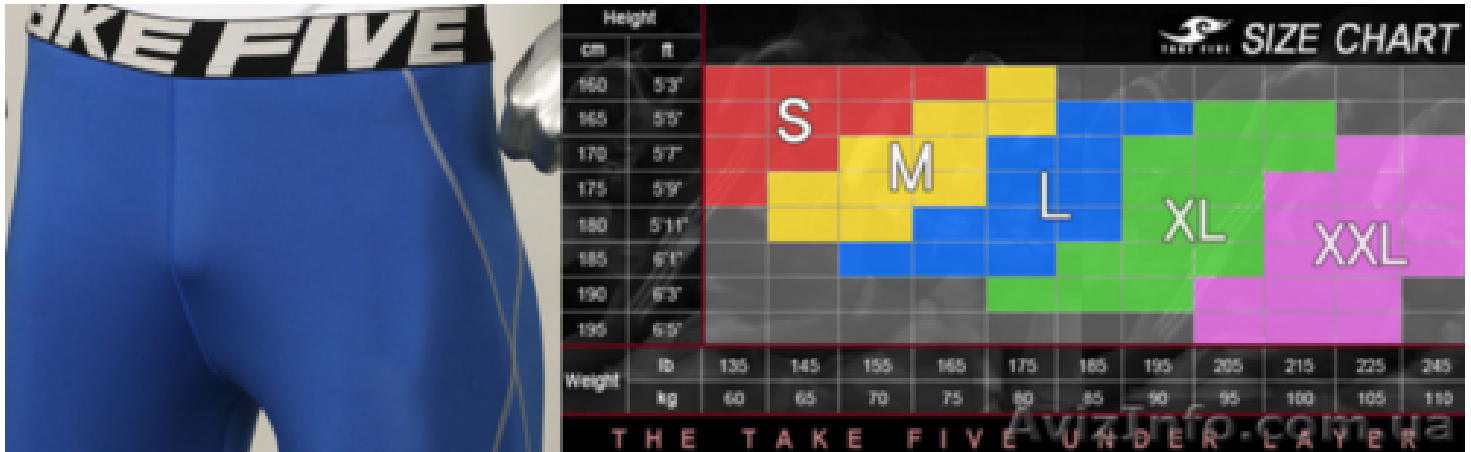 AKE FIVE
Height
SIZE CHART
cm ft
160 5'3"
165 5'5"
S
170 5'7"
M
175 5'9"
L
180 5'11"
XL
185 6'1"
XXL
190 6'3"
195 6'5"
Weight
lb 135 145 155 165 175 185 195 205 215 225 245
kg 60 65 70 75 80 85 90 95 100 105 110
THE TAKE FIVE UNDER LAYER
AvizInfo.com.ua